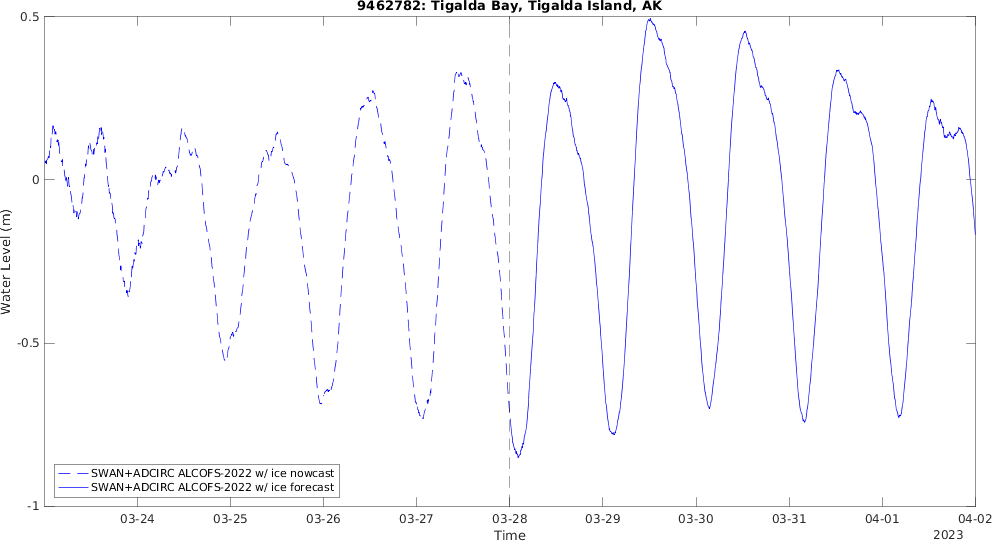 9462782: Tigalda Bay, Tigalda Island, AK
0.5
0
-0.5
-1
Water Level (m)
SWAN+ADCIRC ALCOFS-2022 w/ ice nowcast
SWAN+ADCIRC ALCOFS-2022 w/ ice forecast
03-24 03-25 03-26 03-27 03-28 03-29 03-30 03-31 04-01 04-02
Time
2023